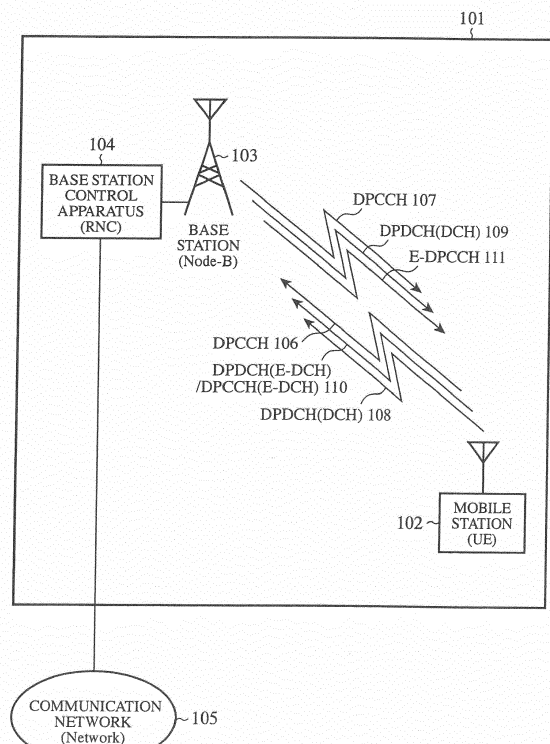 101
104
103
BASE STATION
CONTROL
APPARATUS
(RNC)
BASE
STATION
(Node-B)
DPCCH 107
DPDCH(DCH) 109
E-DPCCH 111
DPCCH 106
DPDCH(E-DCH)
/DPCCH(E-DCH) 110
DPDCH(DCH) 108
102
MOBILE
STATION
(UE)
COMMUNICATION
NETWORK
(Network)
105